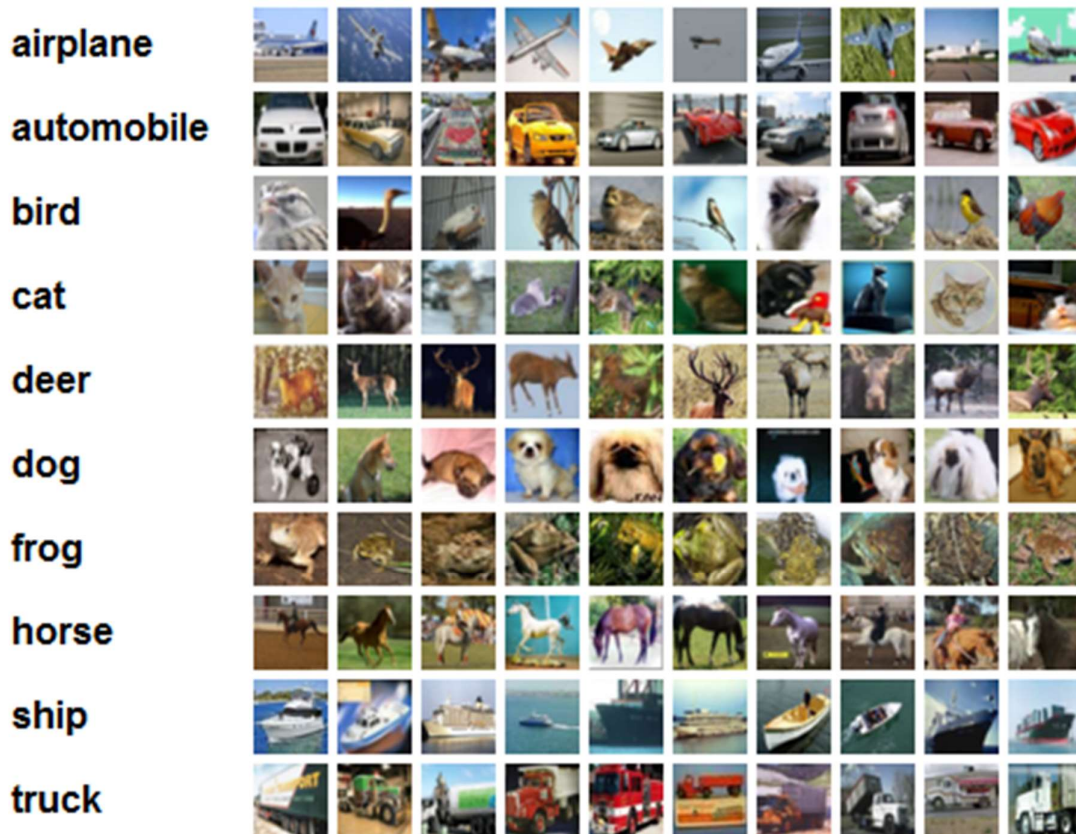 airplane
automobile
bird
cat
deer
dog
frog
horse
ship
truck